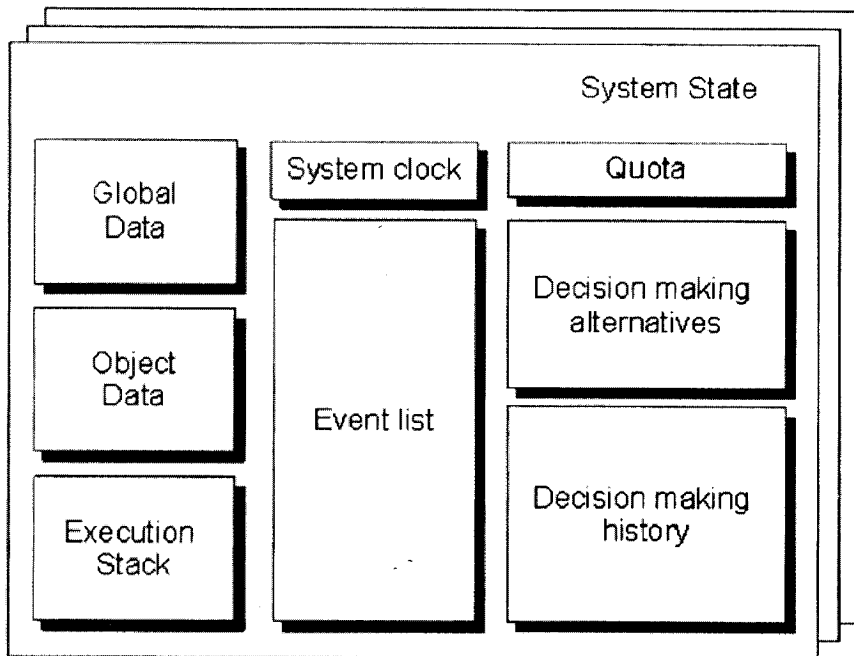 System State
Global
Data
System clock
Quota
Object
Data
Event list
Decision making
alternatives
Execution
Stack
Decision making
history